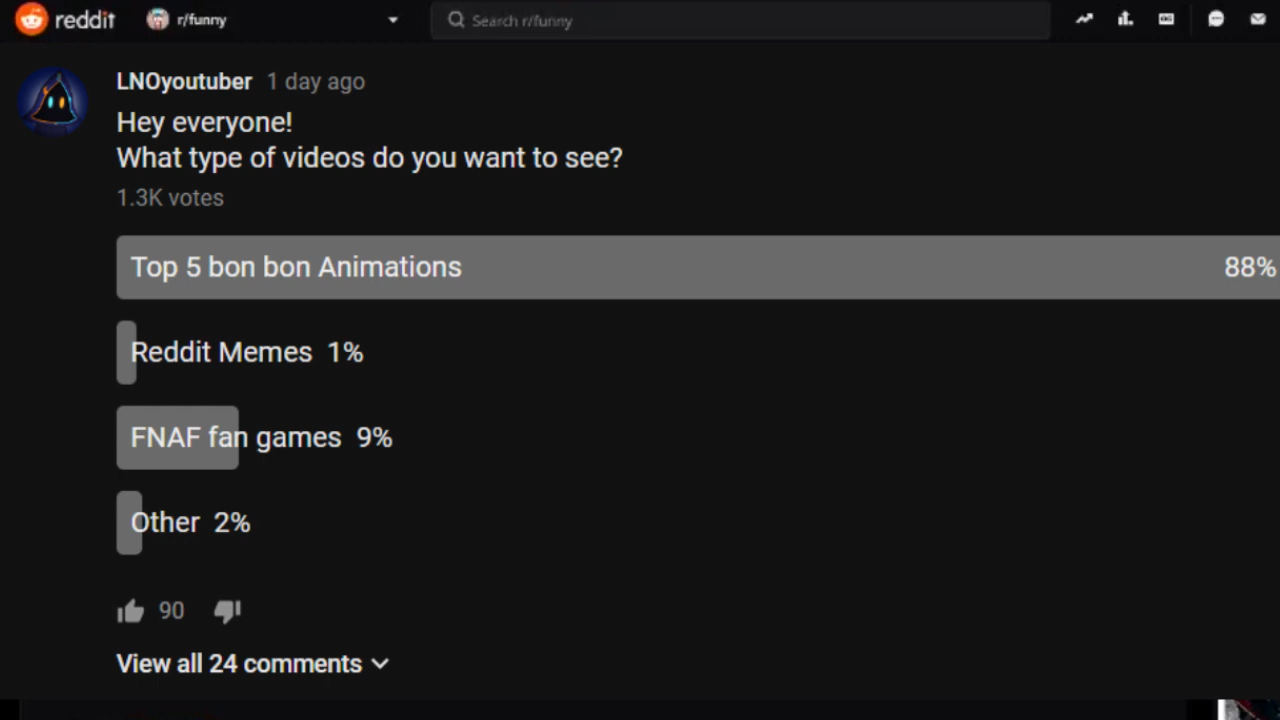 reddit r/funny Search r/funny
LNOyoutuber 1 day ago
Hey everyone!
What type of videos do you want to see?
1.3K votes
Top 5 bon bon Animations 88%
Reddit Memes 1%
FNAF fan games 9%
Other 2%
90
View all 24 comments